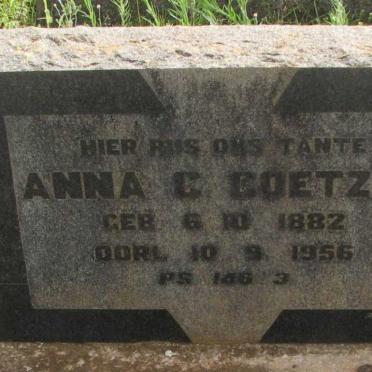 HIER RUS ONS TANTE
ANNA C. COETZ
GEB. 6. 10. 1882
OORL. 10. 9. 1956
PS. 146:3